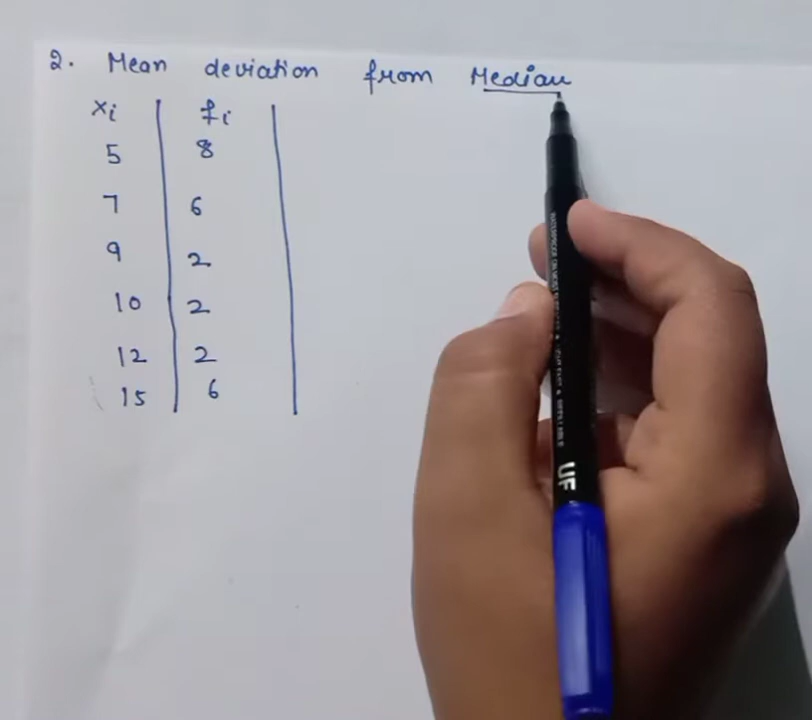 2. Mean deviation from Median
xi fi
5 8
7 6
9 2
10 2
12 2
15 6
UF